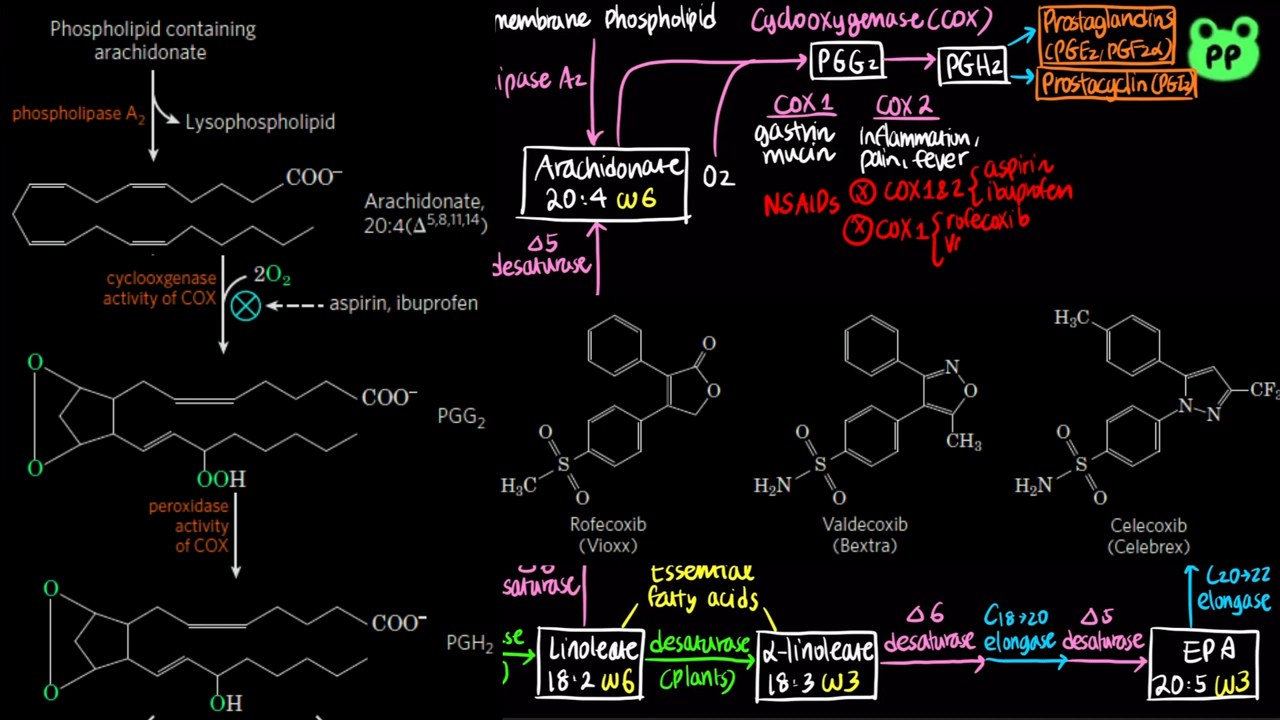 Phospholipid containing
arachidonate
phospholipase A₂
Lysophospholipid
COO⁻
Arachidonate,
20:4(Δ⁵,⁸,¹¹,¹⁴)
cyclooxgenase
activity of COX
2O₂
aspirin, ibuprofen
O
O
COO⁻
PGG₂
OOH
peroxidase
activity
of COX
O
O
COO⁻
PGH₂
OH
membrane phospholipid
ipase A2
Cyclooxygenase (COX)
PGG2
PGH2
Prostaglandins
(PGE2, PGF2α)
Prostacyclin (PGI2)
PP
COX 1
gastrin
mucin
COX 2
inflammation,
pain, fever
Arachidonate
20:4 ω6
O2
NSAIDs
COX 1&2
aspirin
ibuprofen
COX 1
rofecoxib
Δ5
desaturase
O
O
O
S
O
H₃C
Rofecoxib
(Vioxx)
N
O
CH₃
O
S
O
H₂N
Valdecoxib
(Bextra)
H₃C
N
N
CF₃
O
S
O
H₂N
Celecoxib
(Celebrex)
saturase
Essential
fatty acids
se
)
Linoleate
18:2 ω6
desaturase
(plants)
α-linoleate
18:3 ω3
Δ6
desaturase
C18→20
elongase
Δ5
desaturase
EPA
20:5 ω3
C20→22
elongase